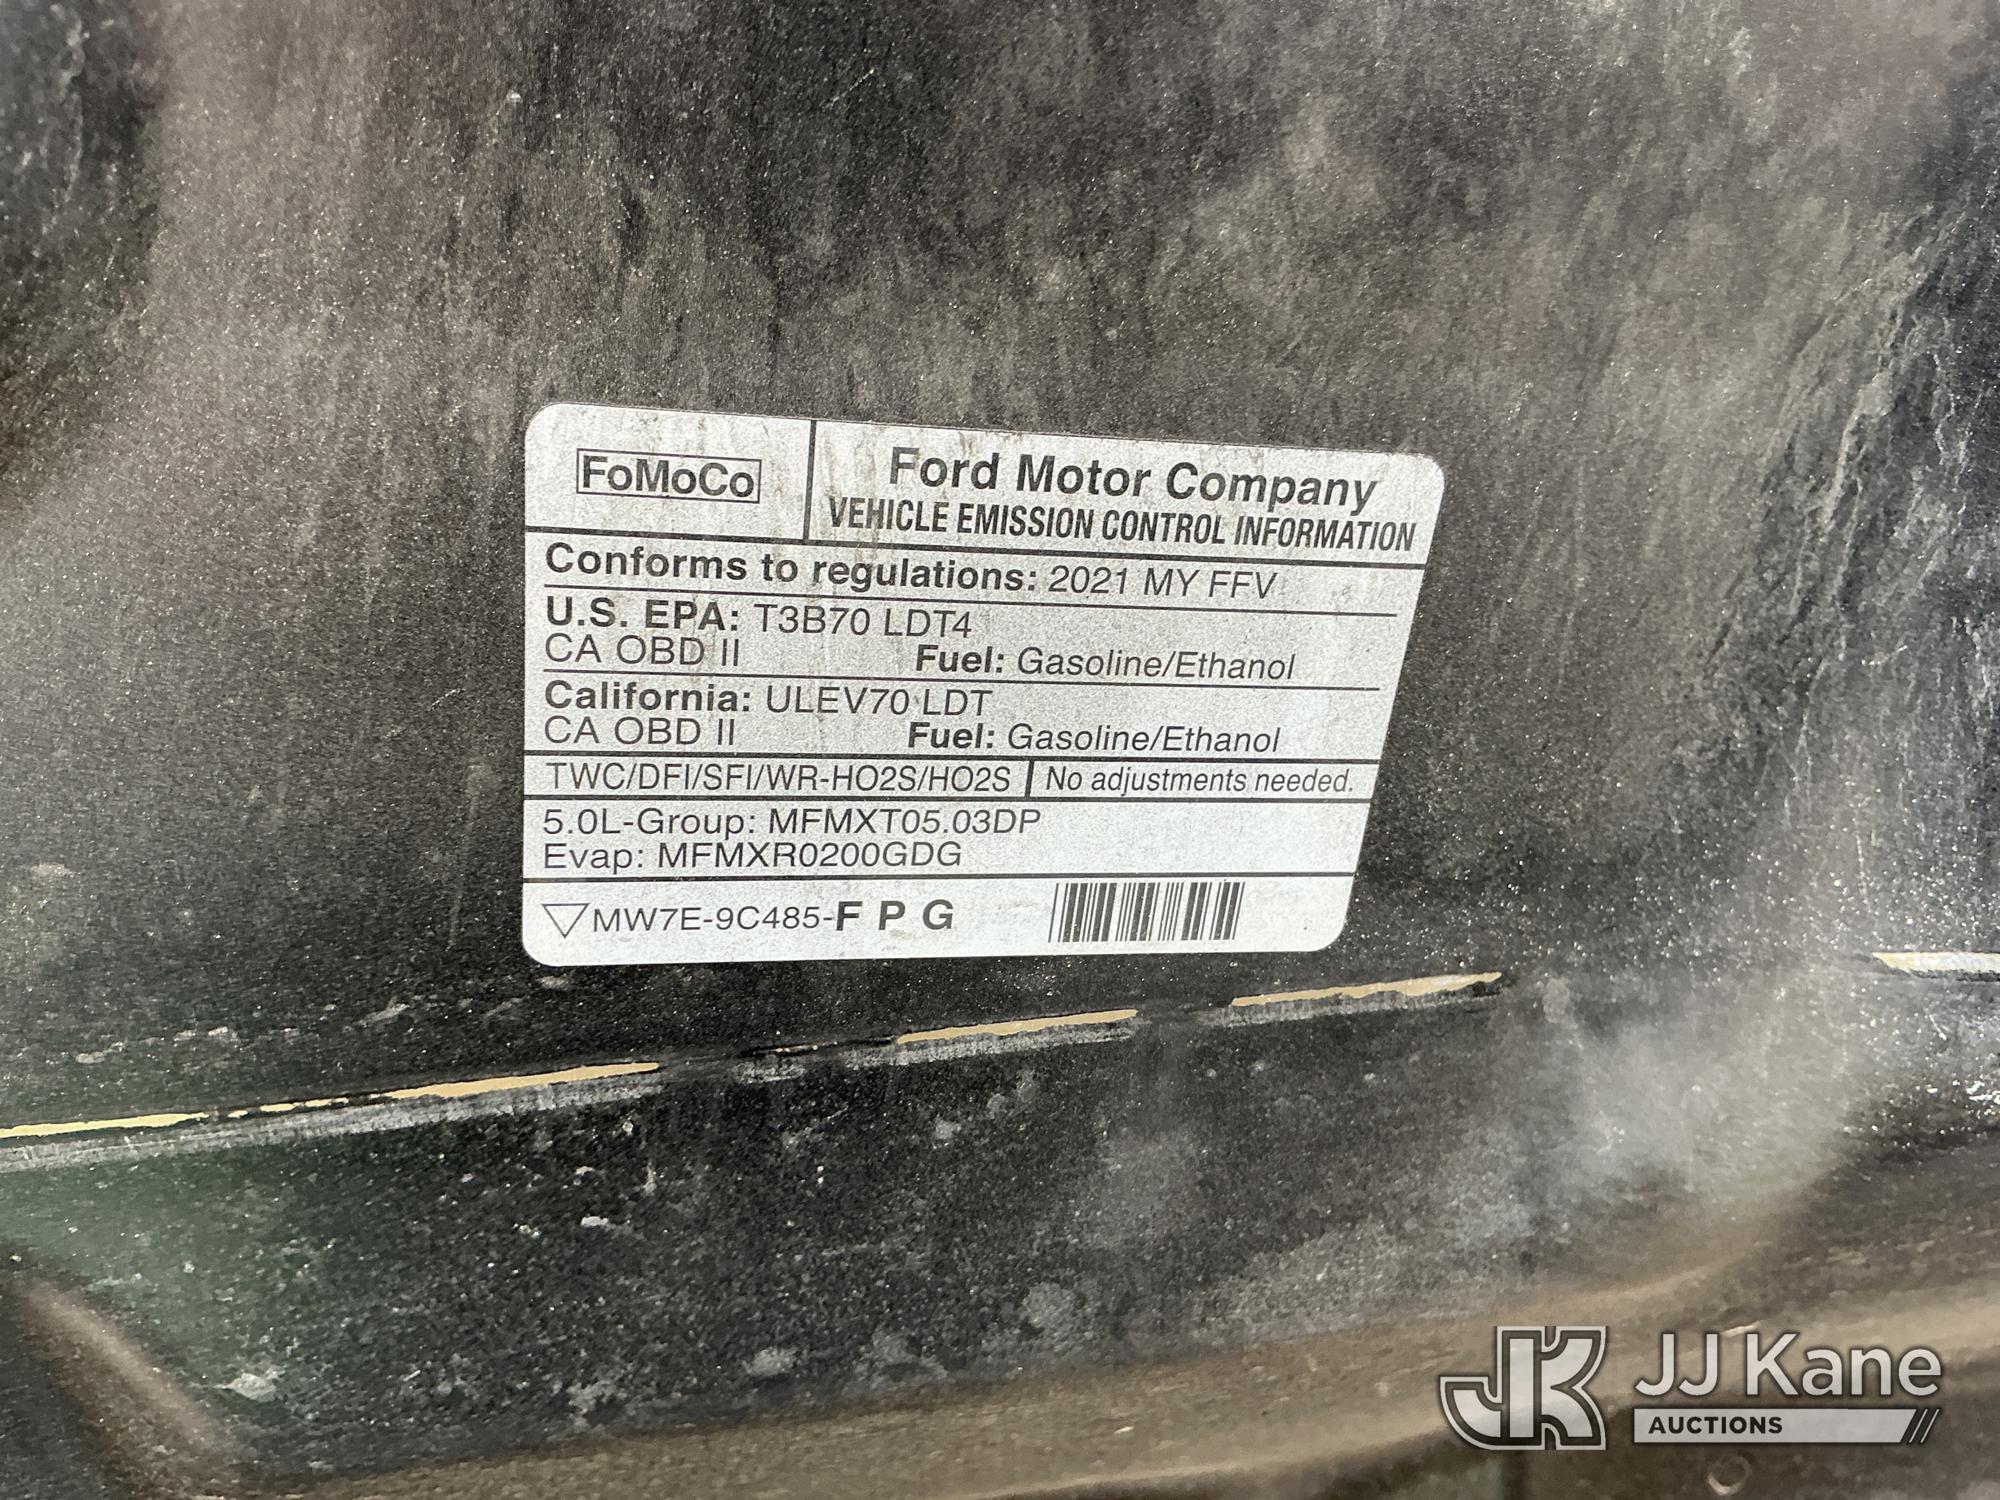 FoMoCo
Ford Motor Company
VEHICLE EMISSION CONTROL INFORMATION
Conforms to regulations: 2021 MY FFV
U.S. EPA: T3B70 LDT4
CA OBD II Fuel: Gasoline/Ethanol
California: ULEV70 LDT
CA OBD II Fuel: Gasoline/Ethanol
TWC/DFI/SFI/WR-HO2S/HO2S No adjustments needed.
5.0L-Group: MFMXT05.03DP
Evap: MFMXR0200GDG
MW7E-9C485-F P G
JK JJ Kane
AUCTIONS